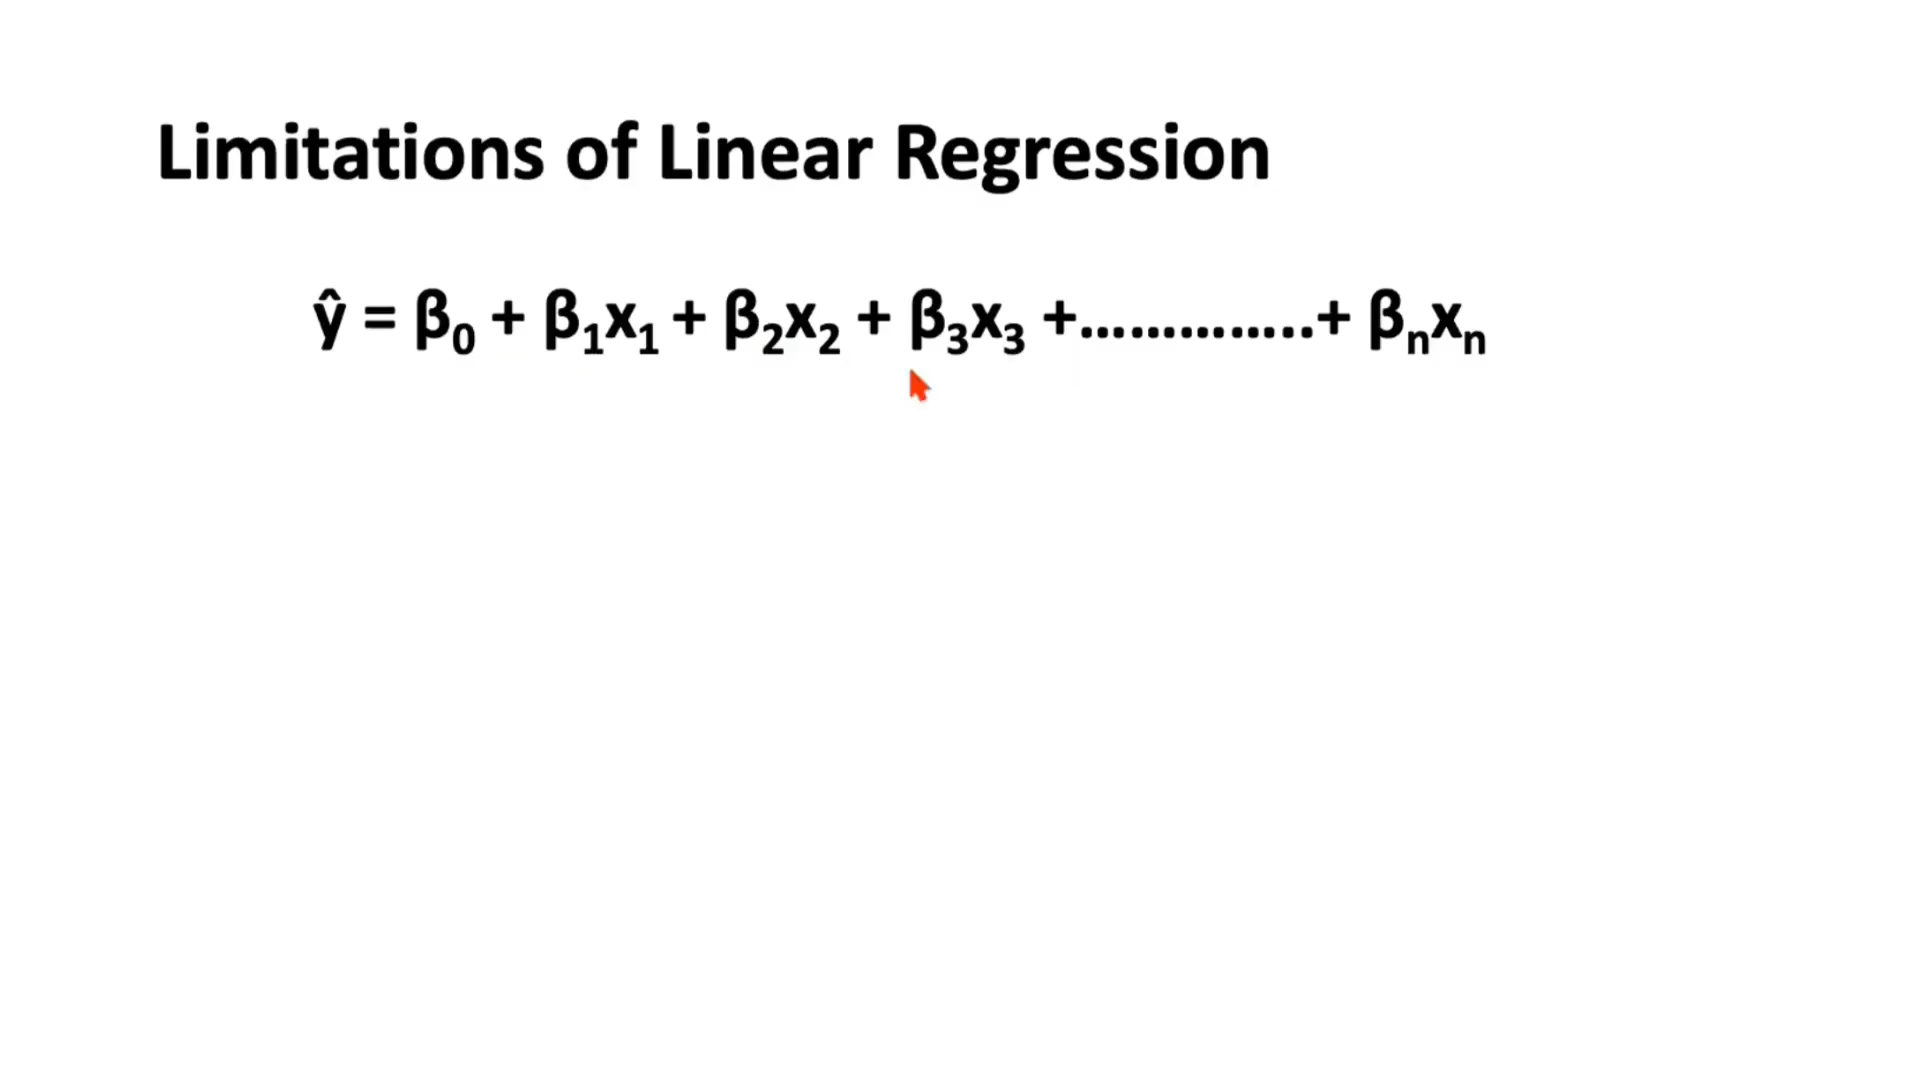 Limitations of Linear Regression
ŷ = β₀ + β₁x₁ + β₂x₂ + β₃x₃ +..............+ βₙxₙ